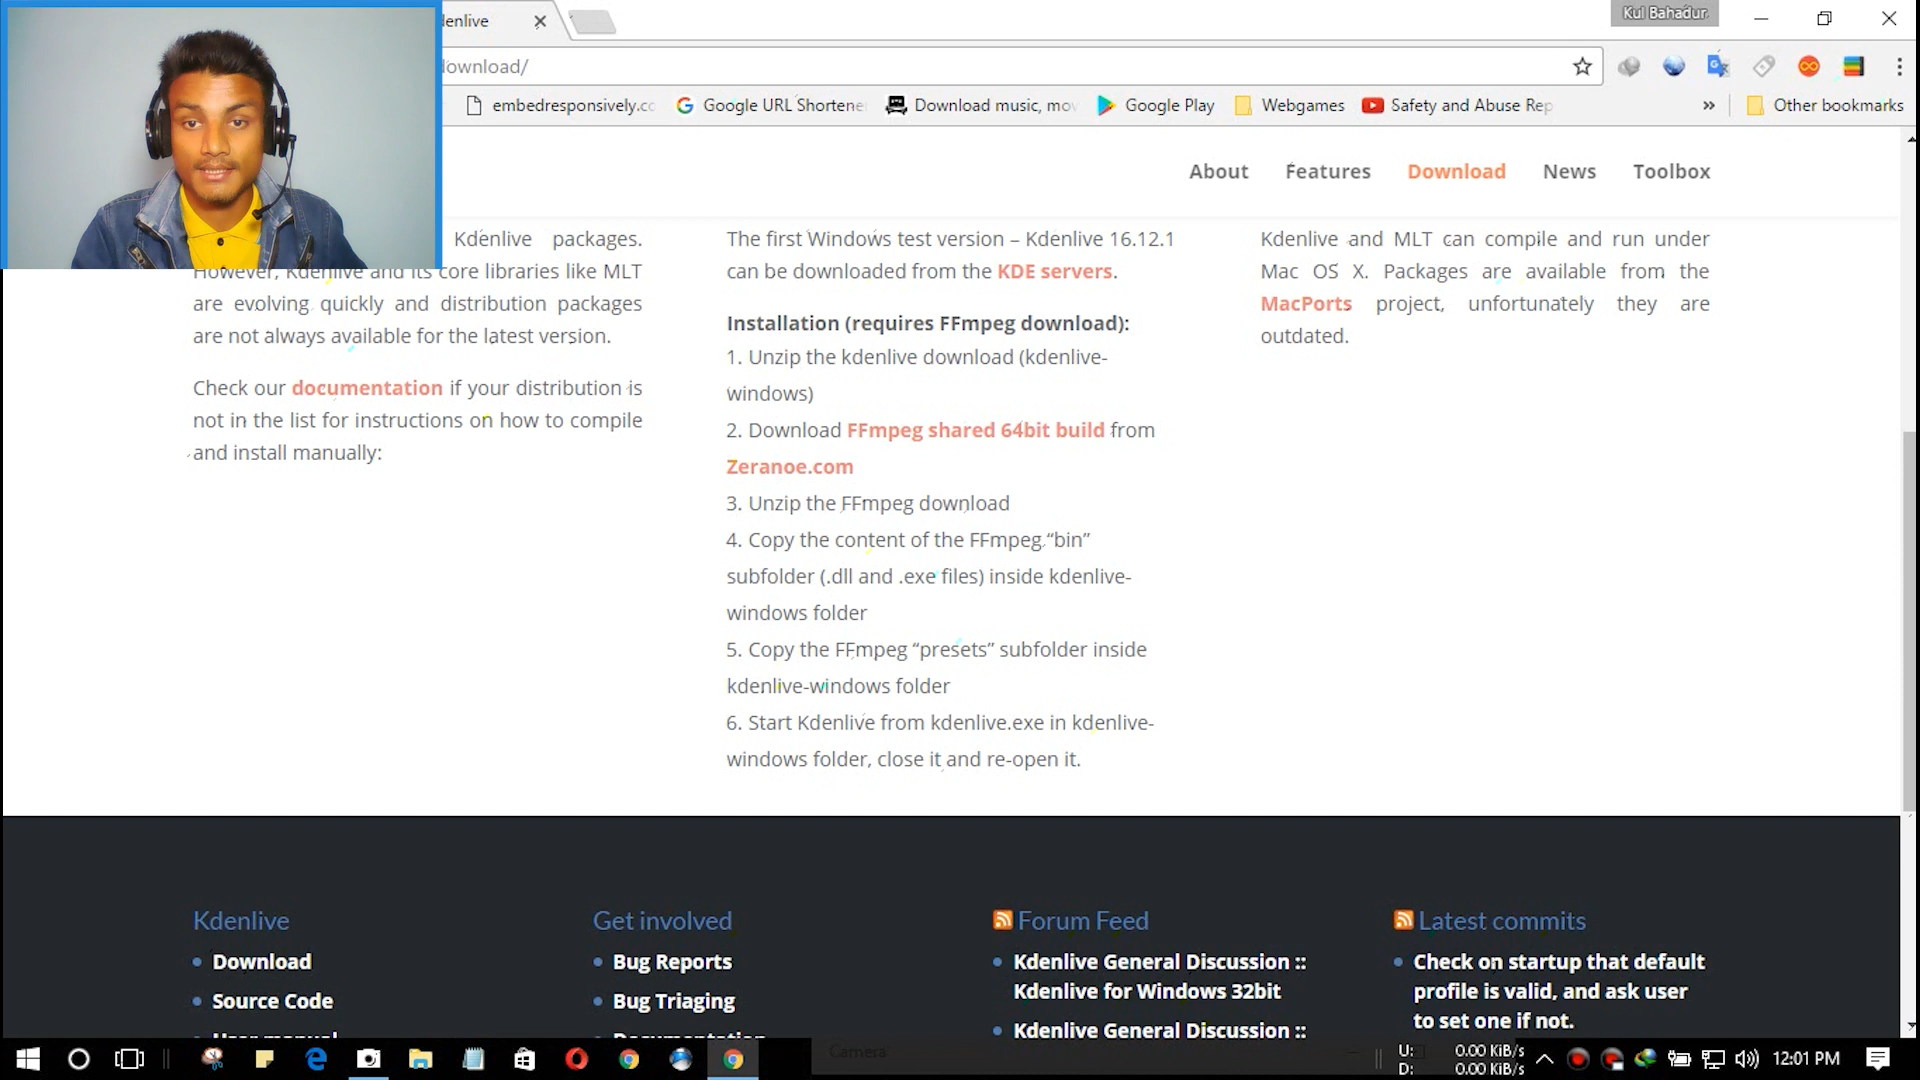 denlive
Kul Bahadur
download/
embedresponsively.c
Google URL Shortene
Download music, mov
Google Play
Webgames
Safety and Abuse Rep
»
Other bookmarks
About
Features
Download
News
Toolbox
Kdenlive packages.
However, Kdenlive and its core libraries like MLT
are evolving quickly and distribution packages
are not always available for the latest version.
Check our documentation if your distribution is
not in the list for instructions on how to compile
and install manually:
The first Windows test version – Kdenlive 16.12.1
can be downloaded from the KDE servers.
Installation (requires FFmpeg download):
1. Unzip the kdenlive download (kdenlive-
windows)
2. Download FFmpeg shared 64bit build from
Zeranoe.com
3. Unzip the FFmpeg download
4. Copy the content of the FFmpeg “bin”
subfolder (.dll and .exe files) inside kdenlive-
windows folder
5. Copy the FFmpeg “presets” subfolder inside
kdenlive-windows folder
6. Start Kdenlive from kdenlive.exe in kdenlive-
windows folder, close it and re-open it.
Kdenlive and MLT can compile and run under
Mac OS X. Packages are available from the
MacPorts project, unfortunately they are
outdated.
Kdenlive
Download
Source Code
User manual
Get involved
Bug Reports
Bug Triaging
Documentation
Forum Feed
Kdenlive General Discussion ::
Kdenlive for Windows 32bit
Kdenlive General Discussion ::
Latest commits
Check on startup that default
profile is valid, and ask user
to set one if not.
Camera
U: 0.00 KiB/s
D: 0.00 KiB/s
12:01 PM